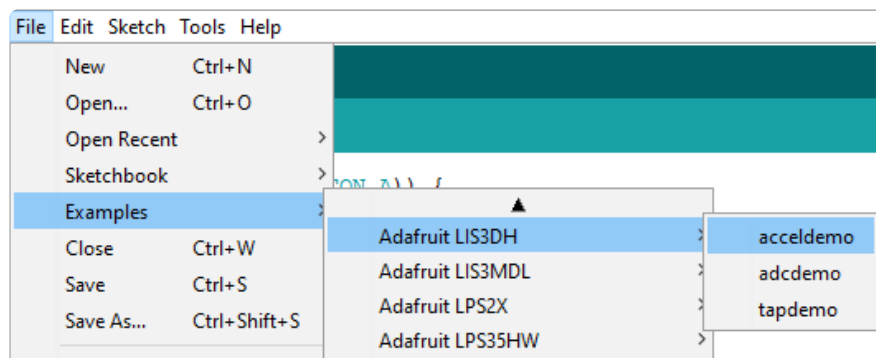 File Edit Sketch Tools Help
New Ctrl+N
Open... Ctrl+O
Open Recent
Sketchbook
Examples
Close Ctrl+W
Save Ctrl+S
Save As... Ctrl+Shift+S
Adafruit LIS3DH
Adafruit LIS3MDL
Adafruit LPS2X
Adafruit LPS35HW
acceldemo
adcdemo
tapdemo